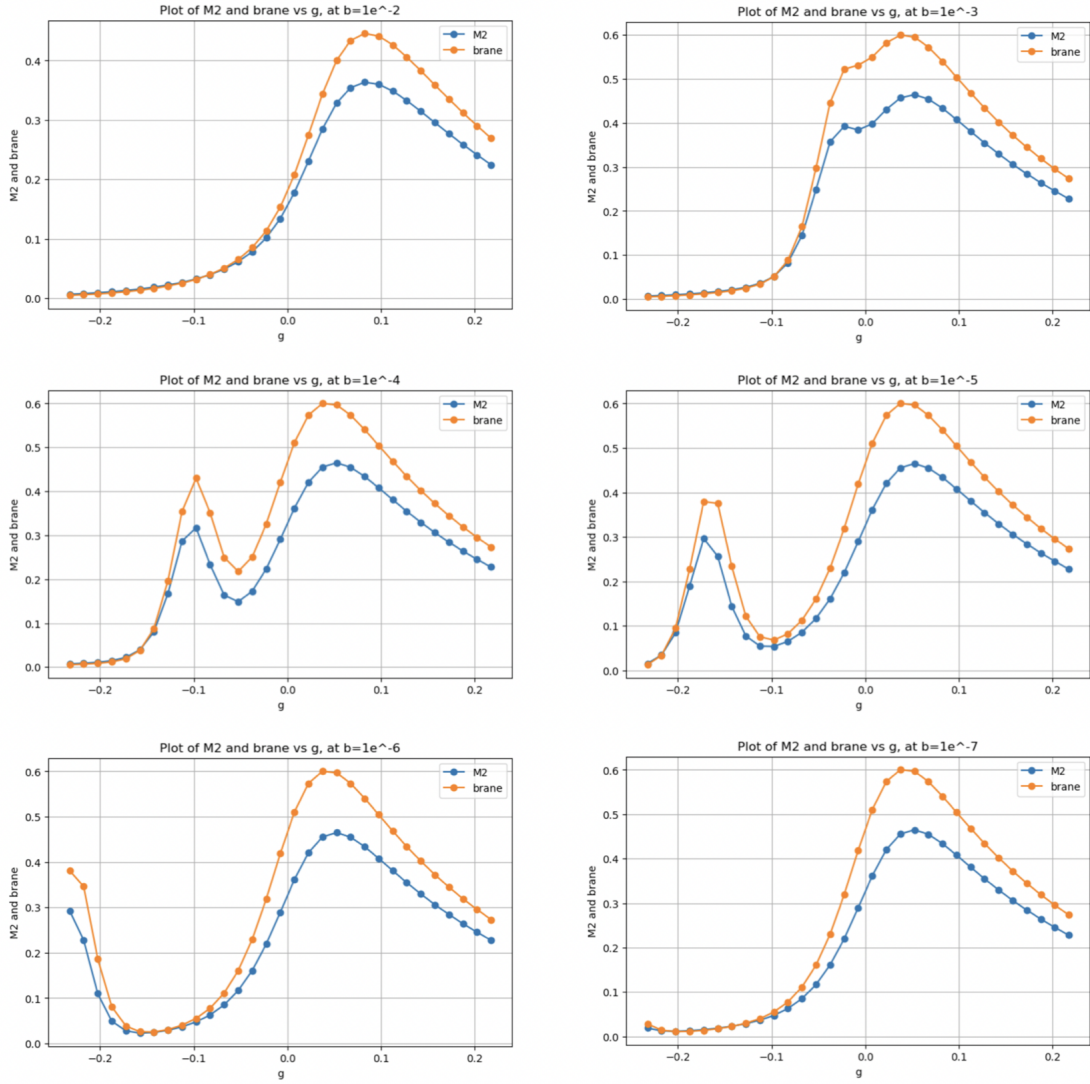 Plot of M2 and brane vs g, at b=1e^-2
M2
brane
M2 and brane
0.4
0.3
0.2
0.1
0.0
−0.2 −0.1 0.0 0.1 0.2
g
Plot of M2 and brane vs g, at b=1e^-3
M2
brane
M2 and brane
0.6
0.5
0.4
0.3
0.2
0.1
0.0
−0.2 −0.1 0.0 0.1 0.2
g
Plot of M2 and brane vs g, at b=1e^-4
M2
brane
M2 and brane
0.6
0.5
0.4
0.3
0.2
0.1
0.0
−0.2 −0.1 0.0 0.1 0.2
g
Plot of M2 and brane vs g, at b=1e^-5
M2
brane
M2 and brane
0.6
0.5
0.4
0.3
0.2
0.1
0.0
−0.2 −0.1 0.0 0.1 0.2
g
Plot of M2 and brane vs g, at b=1e^-6
M2
brane
M2 and brane
0.6
0.5
0.4
0.3
0.2
0.1
0.0
−0.2 −0.1 0.0 0.1 0.2
g
Plot of M2 and brane vs g, at b=1e^-7
M2
brane
M2 and brane
0.6
0.5
0.4
0.3
0.2
0.1
0.0
−0.2 −0.1 0.0 0.1 0.2
g